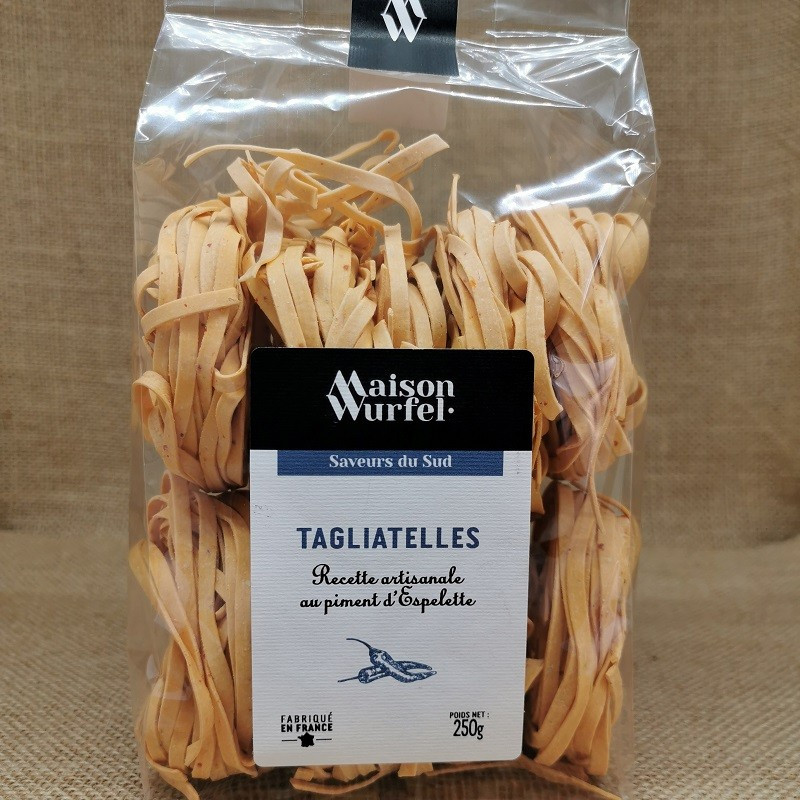 Maison
Wurfel.
Saveurs du Sud
TAGLIATELLES
Recette artisanale
au piment d'Espelette
FABRIQUÉ
EN FRANCE
POIDS NET :
250g